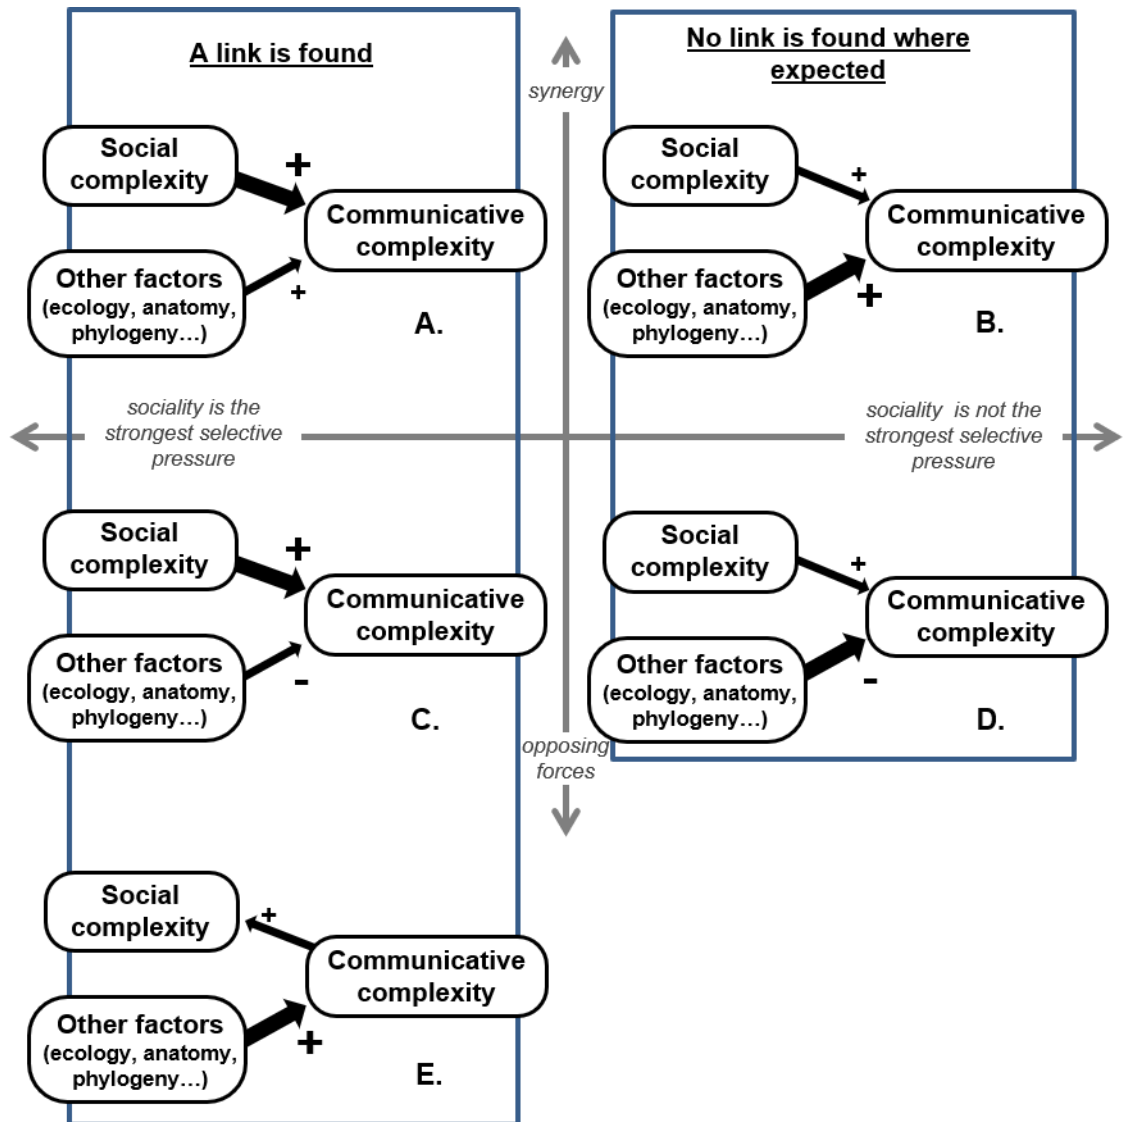 A link is found
No link is found where
expected
synergy
Social
complexity
+
Communicative
complexity
Other factors
(ecology, anatomy,
phylogeny…)
+
A.
Social
complexity
+
Communicative
complexity
Other factors
(ecology, anatomy,
phylogeny…)
+
B.
sociality is the
strongest selective
pressure
sociality is not the
strongest selective
pressure
Social
complexity
+
Communicative
complexity
Other factors
(ecology, anatomy,
phylogeny…)
-
C.
Social
complexity
+
Communicative
complexity
Other factors
(ecology, anatomy,
phylogeny…)
-
D.
opposing
forces
Social
complexity
+
Communicative
complexity
Other factors
(ecology, anatomy,
phylogeny…)
+
E.